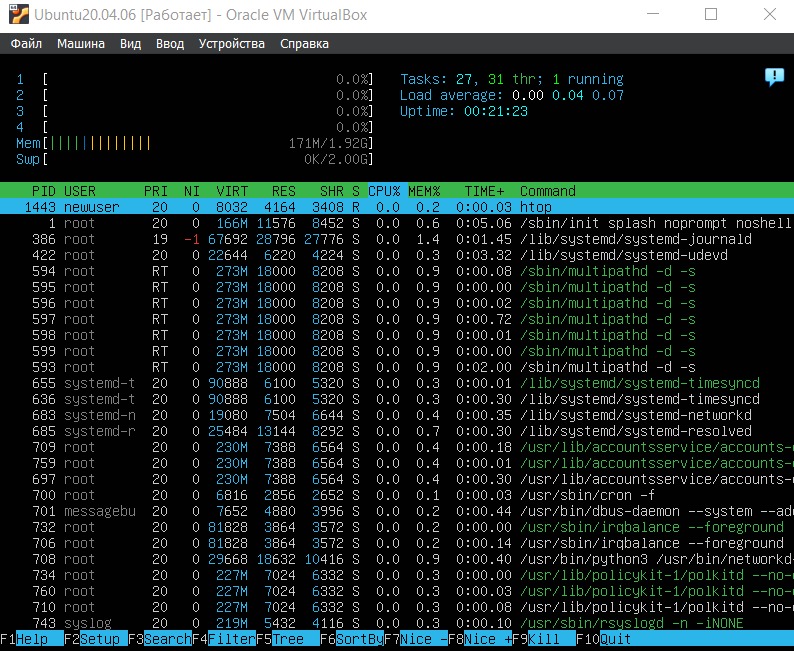 Ubuntu20.04.06 [Работает] - Oracle VM VirtualBox
Файл Машина Вид Ввод Устройства Справка
1 [ 0.0%] Tasks: 27, 31 thr; 1 running
2 [ 0.0%] Load average: 0.00 0.04 0.07
3 [ 0.0%] Uptime: 00:21:23
4 [ 0.0%]
Mem[||||||||||||| 171M/1.92G]
Swp[ 0K/2.00G]
PID USER PRI NI VIRT RES SHR S CPU% MEM% TIME+ Command
1443 newuser 20 0 8032 4164 3408 R 0.0 0.2 0:00.03 htop
1 root 20 0 166M 11576 8452 S 0.0 0.6 0:05.06 /sbin/init splash noprompt noshell
386 root 19 -1 67692 28796 27776 S 0.0 1.4 0:01.45 /lib/systemd/systemd-journald
422 root 20 0 22644 6220 4224 S 0.0 0.3 0:03.32 /lib/systemd/systemd-udevd
594 root RT 0 273M 18000 8208 S 0.0 0.9 0:00.08 /sbin/multipathd -d -s
595 root RT 0 273M 18000 8208 S 0.0 0.9 0:00.00 /sbin/multipathd -d -s
596 root RT 0 273M 18000 8208 S 0.0 0.9 0:00.02 /sbin/multipathd -d -s
597 root RT 0 273M 18000 8208 S 0.0 0.9 0:00.72 /sbin/multipathd -d -s
598 root RT 0 273M 18000 8208 S 0.0 0.9 0:00.01 /sbin/multipathd -d -s
599 root RT 0 273M 18000 8208 S 0.0 0.9 0:00.00 /sbin/multipathd -d -s
593 root RT 0 273M 18000 8208 S 0.0 0.9 0:02.00 /sbin/multipathd -d -s
655 systemd-t 20 0 90888 6100 5320 S 0.0 0.3 0:00.01 /lib/systemd/systemd-timesyncd
636 systemd-t 20 0 90888 6100 5320 S 0.0 0.3 0:00.30 /lib/systemd/systemd-timesyncd
683 systemd-n 20 0 19080 7504 6644 S 0.0 0.4 0:00.35 /lib/systemd/systemd-networkd
685 systemd-r 20 0 25484 13144 8292 S 0.0 0.7 0:00.30 /lib/systemd/systemd-resolved
709 root 20 0 230M 7388 6564 S 0.0 0.4 0:00.18 /usr/lib/accountsservice/accounts-
759 root 20 0 230M 7388 6564 S 0.0 0.4 0:00.01 /usr/lib/accountsservice/accounts-
697 root 20 0 230M 7388 6564 S 0.0 0.4 0:00.30 /usr/lib/accountsservice/accounts-
700 root 20 0 6816 2856 2652 S 0.0 0.1 0:00.03 /usr/sbin/cron -f
701 messagebu 20 0 7652 4880 3996 S 0.0 0.2 0:00.44 /usr/bin/dbus-daemon --system --ad
732 root 20 0 81828 3864 3572 S 0.0 0.2 0:00.00 /usr/sbin/irqbalance --foreground
706 root 20 0 81828 3864 3572 S 0.0 0.2 0:00.14 /usr/sbin/irqbalance --foreground
708 root 20 0 29668 18632 10416 S 0.0 0.9 0:00.40 /usr/bin/python3 /usr/bin/network
734 root 20 0 227M 7024 6332 S 0.0 0.3 0:00.00 /usr/lib/policykit-1/polkitd --no-
760 root 20 0 227M 7024 6332 S 0.0 0.3 0:00.03 /usr/lib/policykit-1/polkitd --no-
710 root 20 0 227M 7024 6332 S 0.0 0.3 0:00.08 /usr/lib/policykit-1/polkitd --no-
743 syslog 20 0 219M 5432 4116 S 0.0 0.3 0:00.10 /usr/sbin/rsyslogd -n -iNONE
F1Help F2Setup F3SearchF4FilterF5Tree F6SortByF7Nice -F8Nice +F9Kill F10Quit